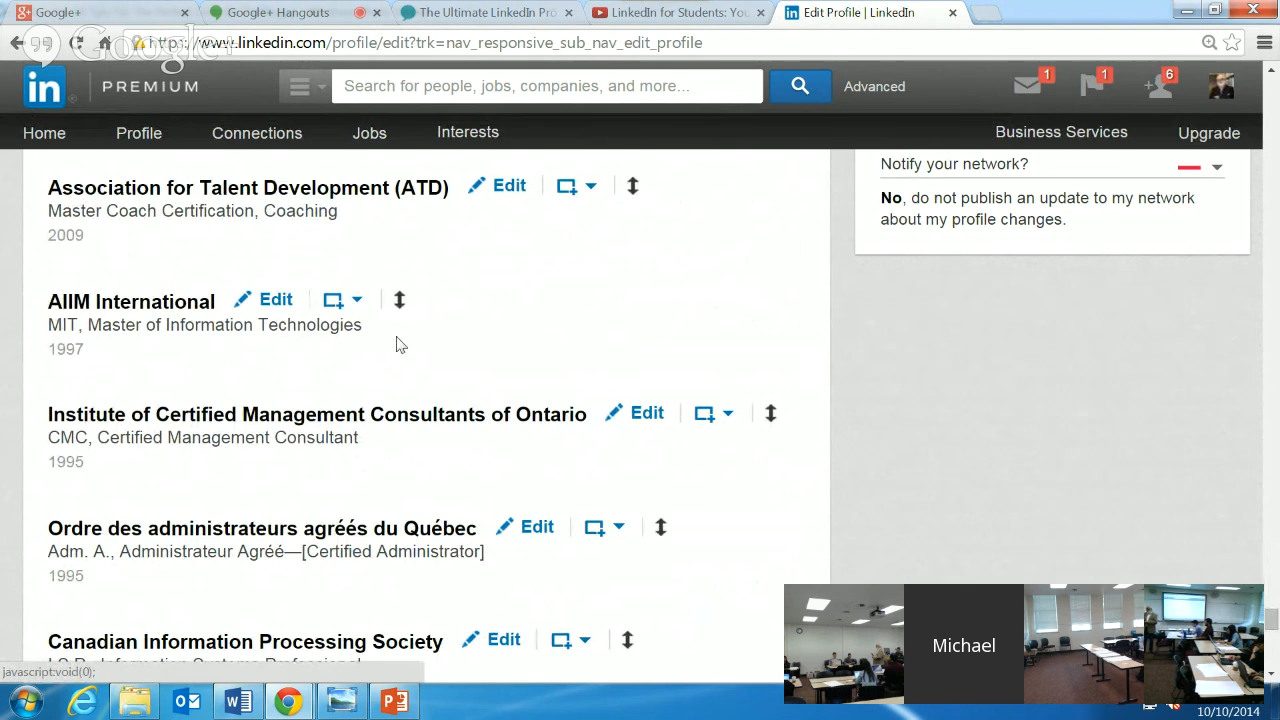 Google+
Google+ Hangouts
The Ultimate LinkedIn Pro
LinkedIn for Students: You
Edit Profile | LinkedIn
Google+
https://www.linkedin.com/profile/edit?trk=nav_responsive_sub_nav_edit_profile
in PREMIUM
Search for people, jobs, companies, and more...
Advanced
1
1
6
Home
Profile
Connections
Jobs
Interests
Business Services
Upgrade
Association for Talent Development (ATD)
Edit
Master Coach Certification, Coaching
2009
AIIM International
Edit
MIT, Master of Information Technologies
1997
Institute of Certified Management Consultants of Ontario
Edit
CMC, Certified Management Consultant
1995
Ordre des administrateurs agréés du Québec
Edit
Adm. A., Administrateur Agréé—[Certified Administrator]
1995
Canadian Information Processing Society
Edit
Notify your network?
No, do not publish an update to my network
about my profile changes.
Michael
javascript:void(0);
10/10/2014